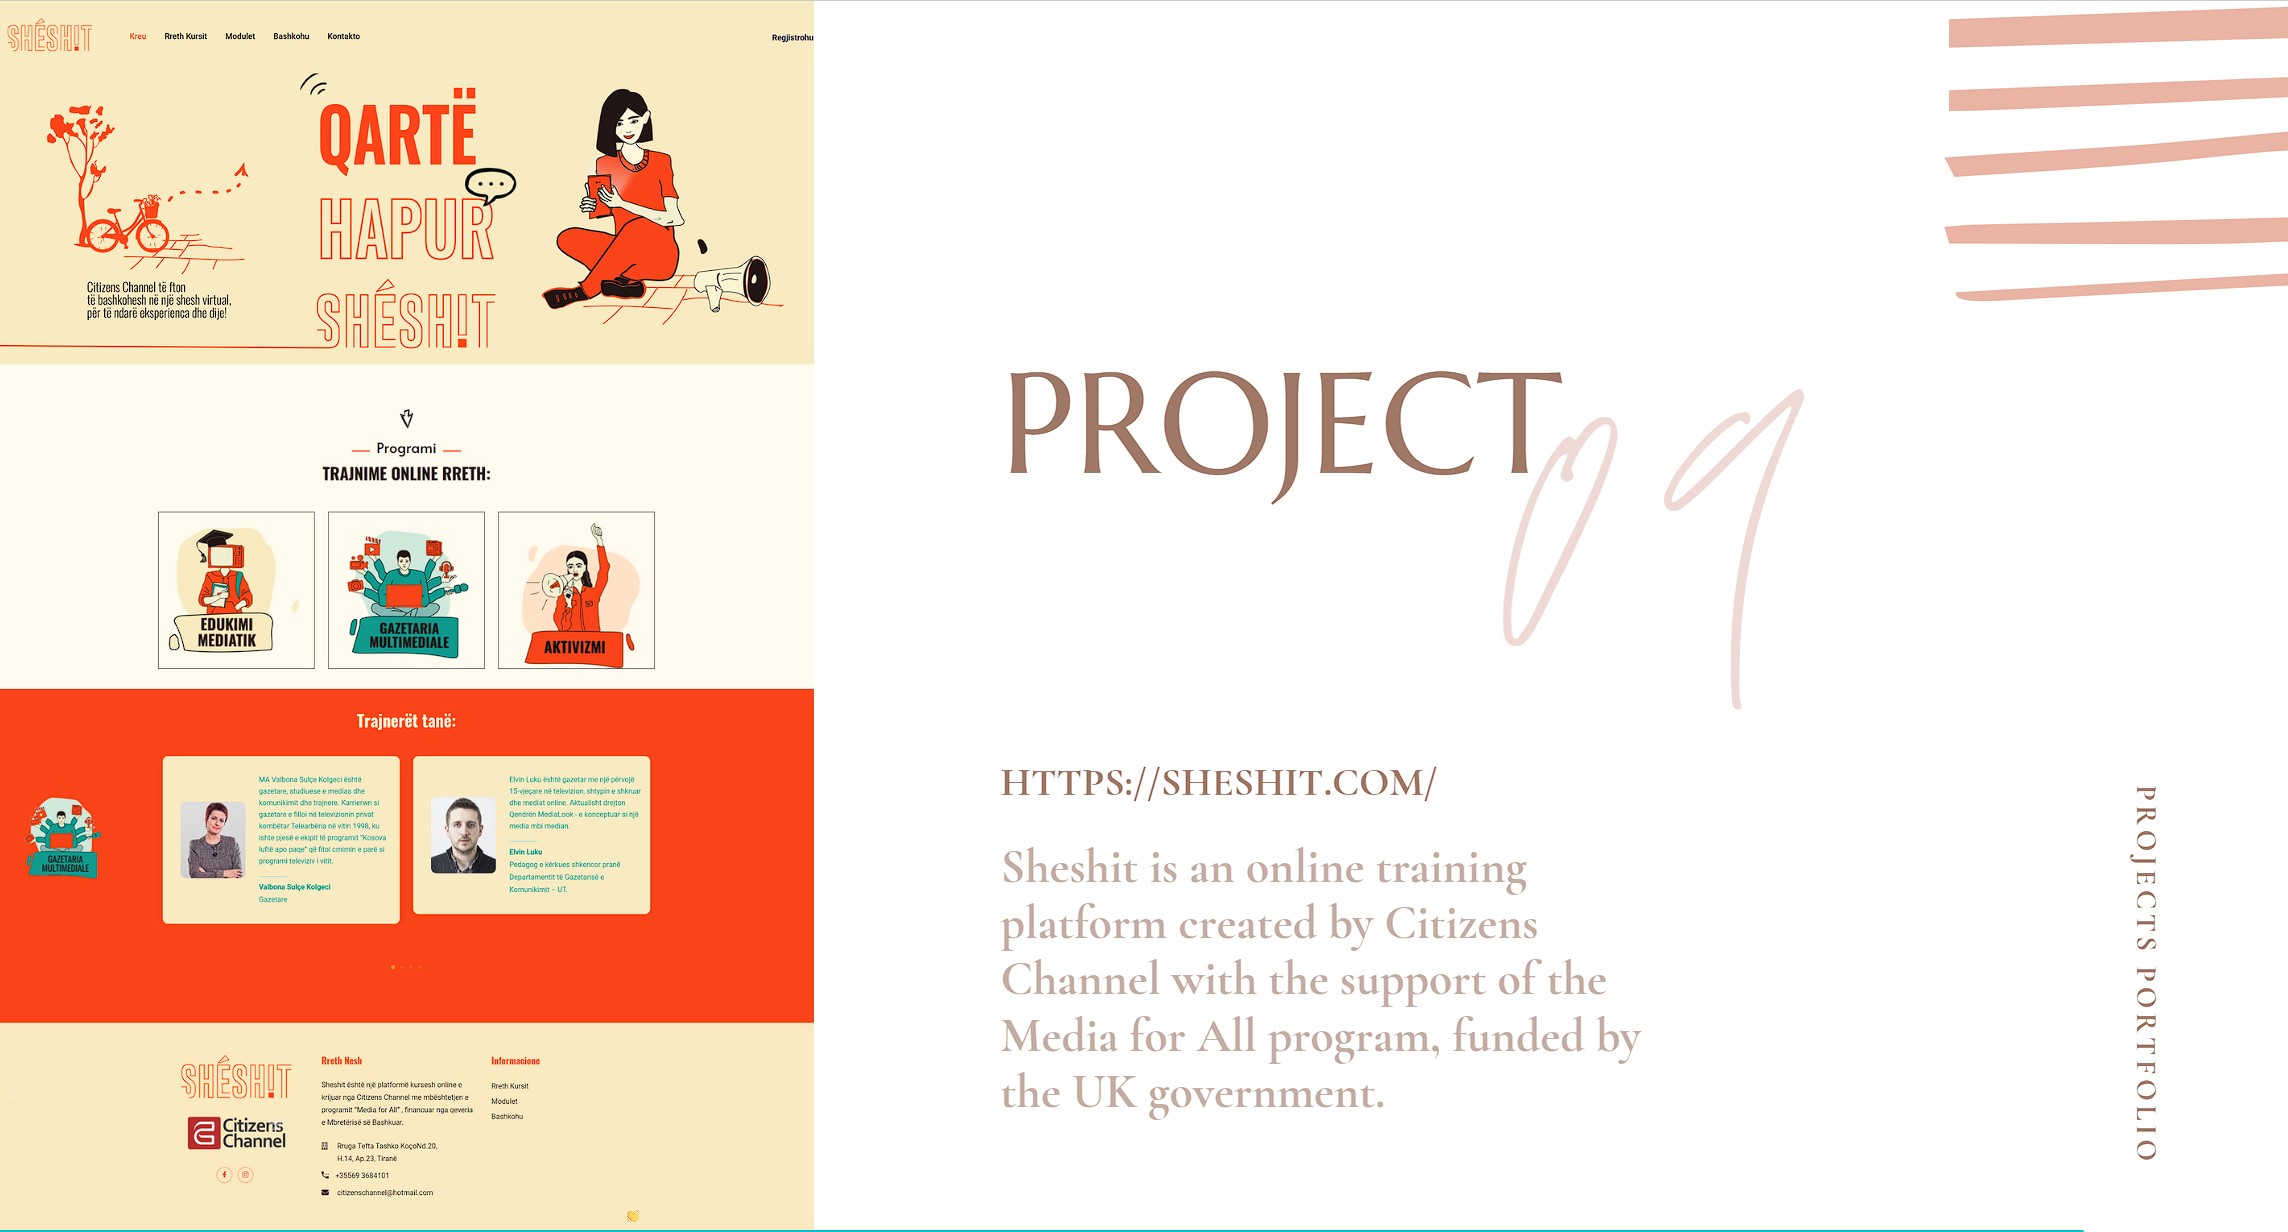 SHÉSH!T
Kreu
Rreth Kursit
Modulet
Bashkohu
Kontakto
Regjistrohu
QARTË
HAPUR
SHÉSH!T
Citizens Channel të fton
të bashkohesh në një shesh virtual,
për të ndarë eksperienca dhe dije!
Programi
TRAJNIME ONLINE RRETH:
EDUKIMI
MEDIATIK
GAZETARIA
MULTIMEDIALE
AKTIVIZMI
Trajnerët tanë:
GAZETARIA
MULTIMEDIALE
MA Valbona Sulçe Kolgeci është
gazetare, studiuese e medias dhe
komunikimit dhe trajnere. Karrierwn si
gazetare e filloi në televizionin privat
kombëtar Telearbëria në vitin 1998, ku
ishte pjesë e ekipit të programit "Kosova
luftë apo paqe" që fitoi cmimin e parë si
programi televiziv i vitit.
Valbona Sulçe Kolgeci
Gazetare
Elvin Luku është gazetar me një përvojë
15-vjeçare në televizion, shtypin e shkruar
dhe mediat online. Aktualisht drejton
Qendrën MediaLook - e konceptuar si një
media mbi median.
Elvin Luku
Pedagog e kërkues shkencor pranë
Departamentit të Gazetarisë e
Komunikimit – UT.
SHÉSH!T
Citizens
Channel
Rreth Nesh
Sheshit është një platformë kursesh online e
krijuar nga Citizens Channel me mbështetjen e
programit "Media for All" , financuar nga qeveria
e Mbretërisë së Bashkuar.
Rruga Tefta Tashko KoçoNd.20,
H.14, Ap.23, Tiranë
+35569 3684101
citizenschannel@hotmail.com
Informacione
Rreth Kursit
Modulet
Bashkohu
PROJECT
09
HTTPS://SHESHIT.COM/
Sheshit is an online training
platform created by Citizens
Channel with the support of the
Media for All program, funded by
the UK government.
PROJECTS PORTFOLIO